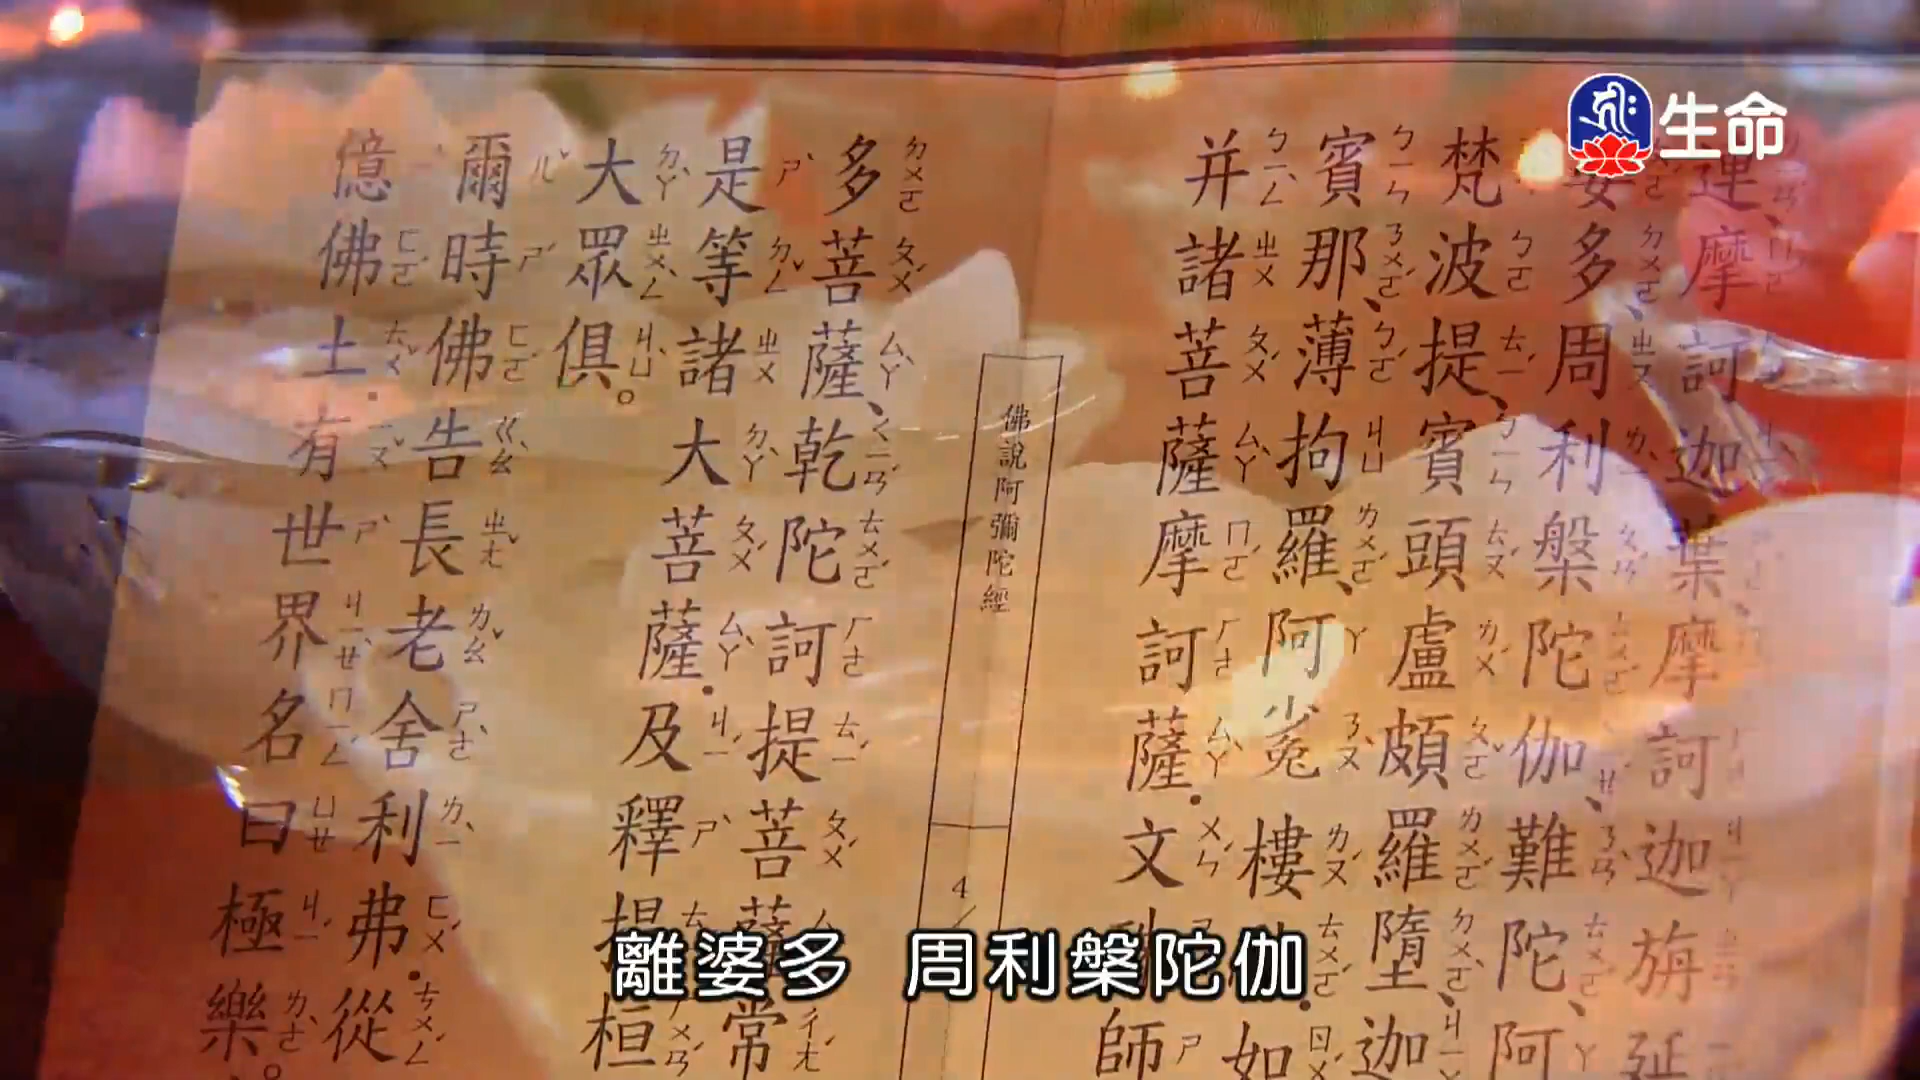 生命
連、摩訶迦葉、摩訶迦旃延
婆多、周利槃陀伽、難陀、阿
梵波提、賓頭盧頗羅墮、迦
賓那、薄拘羅、阿㝹樓 如
并諸菩薩摩訶薩。文 師
佛說阿彌陀經
4
多菩薩、乾陀訶提菩薩、常
是等諸大菩薩。及釋提桓
大眾俱。
爾時佛告長老舍利弗。從
億佛土。有世界名曰極樂。
離婆多 周利槃陀伽